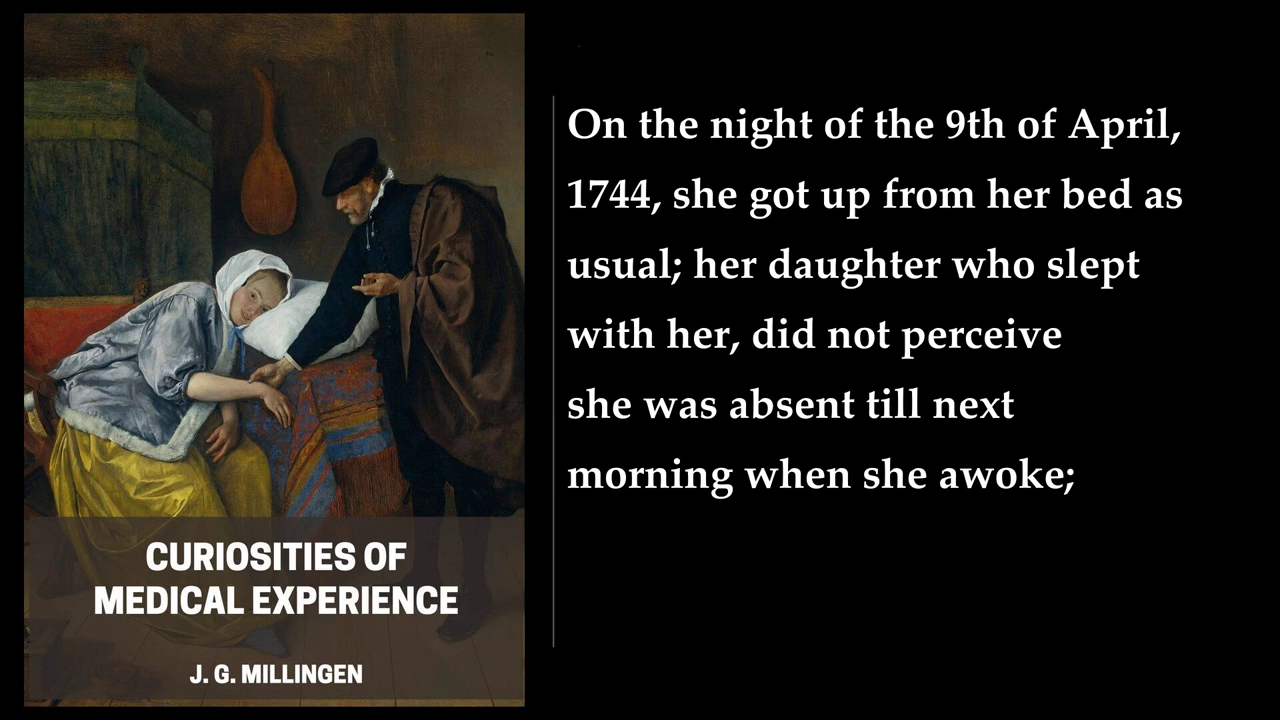 CURIOSITIES OF
MEDICAL EXPERIENCE
J. G. MILLINGEN
On the night of the 9th of April,
1744, she got up from her bed as
usual; her daughter who slept
with her, did not perceive
she was absent till next
morning when she awoke;